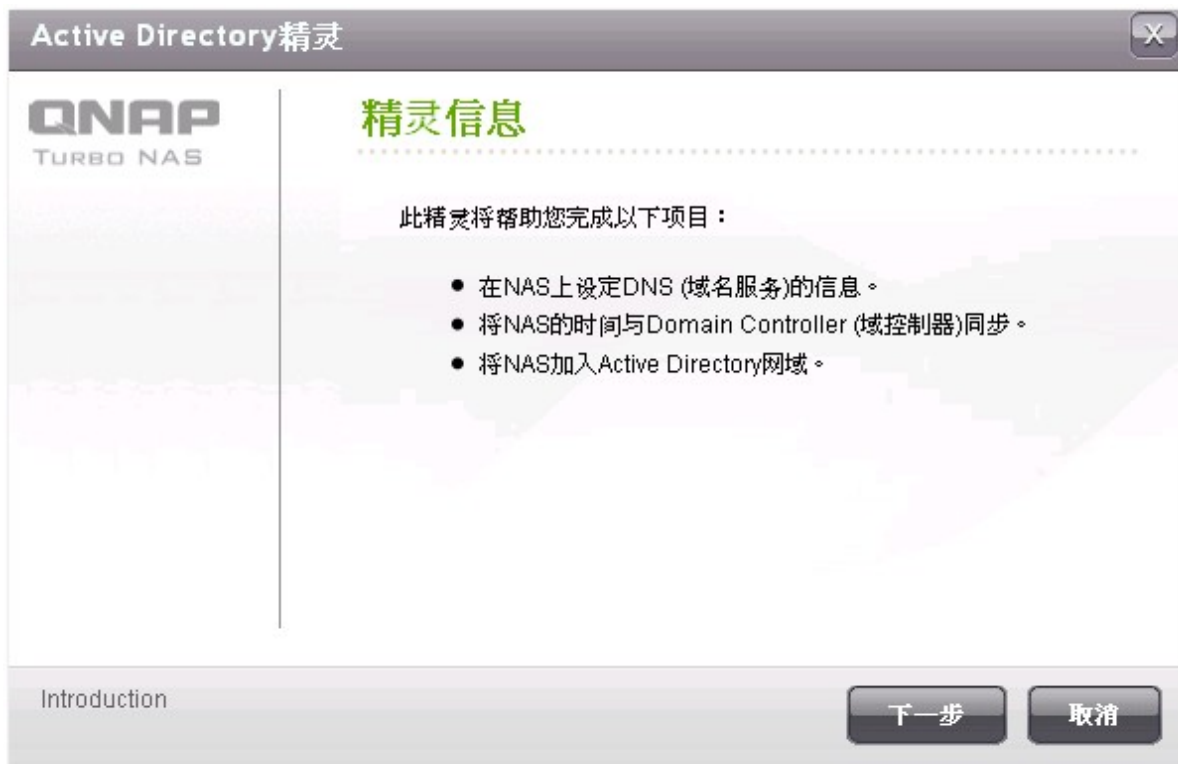 Active Directory精灵
X
QNAP
TURBO NAS
精灵信息
此精灵将帮助您完成以下项目：
● 在NAS上设定DNS (域名服务)的信息。
● 将NAS的时间与Domain Controller (域控制器)同步。
● 将NAS加入Active Directory网域。
Introduction
下一步
取消